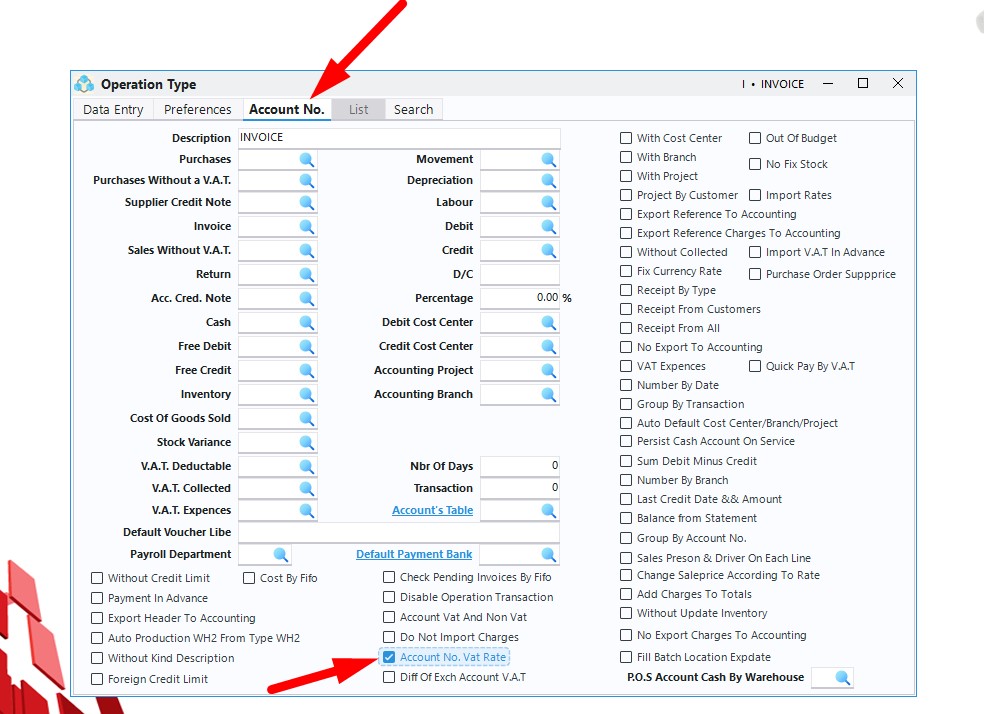 Operation Type
I • INVOICE
Data Entry
Preferences
Account No.
List
Search
Description INVOICE
Purchases
Purchases Without a V.A.T.
Supplier Credit Note
Invoice
Sales Without V.A.T.
Return
Acc. Cred. Note
Cash
Free Debit
Free Credit
Inventory
Cost Of Goods Sold
Stock Variance
V.A.T. Deductable
V.A.T. Collected
V.A.T. Expences
Default Voucher Libe
Payroll Department
Movement
Depreciation
Labour
Debit
Credit
D/C
Percentage 0.00 %
Debit Cost Center
Credit Cost Center
Accounting Project
Accounting Branch
Nbr Of Days 0
Transaction 0
Account's Table
Default Payment Bank
Without Credit Limit
Cost By Fifo
Payment In Advance
Export Header To Accounting
Auto Production WH2 From Type WH2
Without Kind Description
Foreign Credit Limit
Check Pending Invoices By Fifo
Disable Operation Transaction
Account Vat And Non Vat
Do Not Import Charges
Account No. Vat Rate
Diff Of Exch Account V.A.T
With Cost Center
Out Of Budget
With Branch
No Fix Stock
With Project
Project By Customer
Import Rates
Export Reference To Accounting
Export Reference Charges To Accounting
Without Collected
Import V.A.T In Advance
Fix Currency Rate
Purchase Order Suppprice
Receipt By Type
Receipt From Customers
Receipt From All
No Export To Accounting
VAT Expences
Quick Pay By V.A.T
Number By Date
Group By Transaction
Auto Default Cost Center/Branch/Project
Persist Cash Account On Service
Sum Debit Minus Credit
Number By Branch
Last Credit Date && Amount
Balance from Statement
Group By Account No.
Sales Preson & Driver On Each Line
Change Saleprice According To Rate
Add Charges To Totals
Without Update Inventory
No Export Charges To Accounting
Fill Batch Location Expdate
P.O.S Account Cash By Warehouse